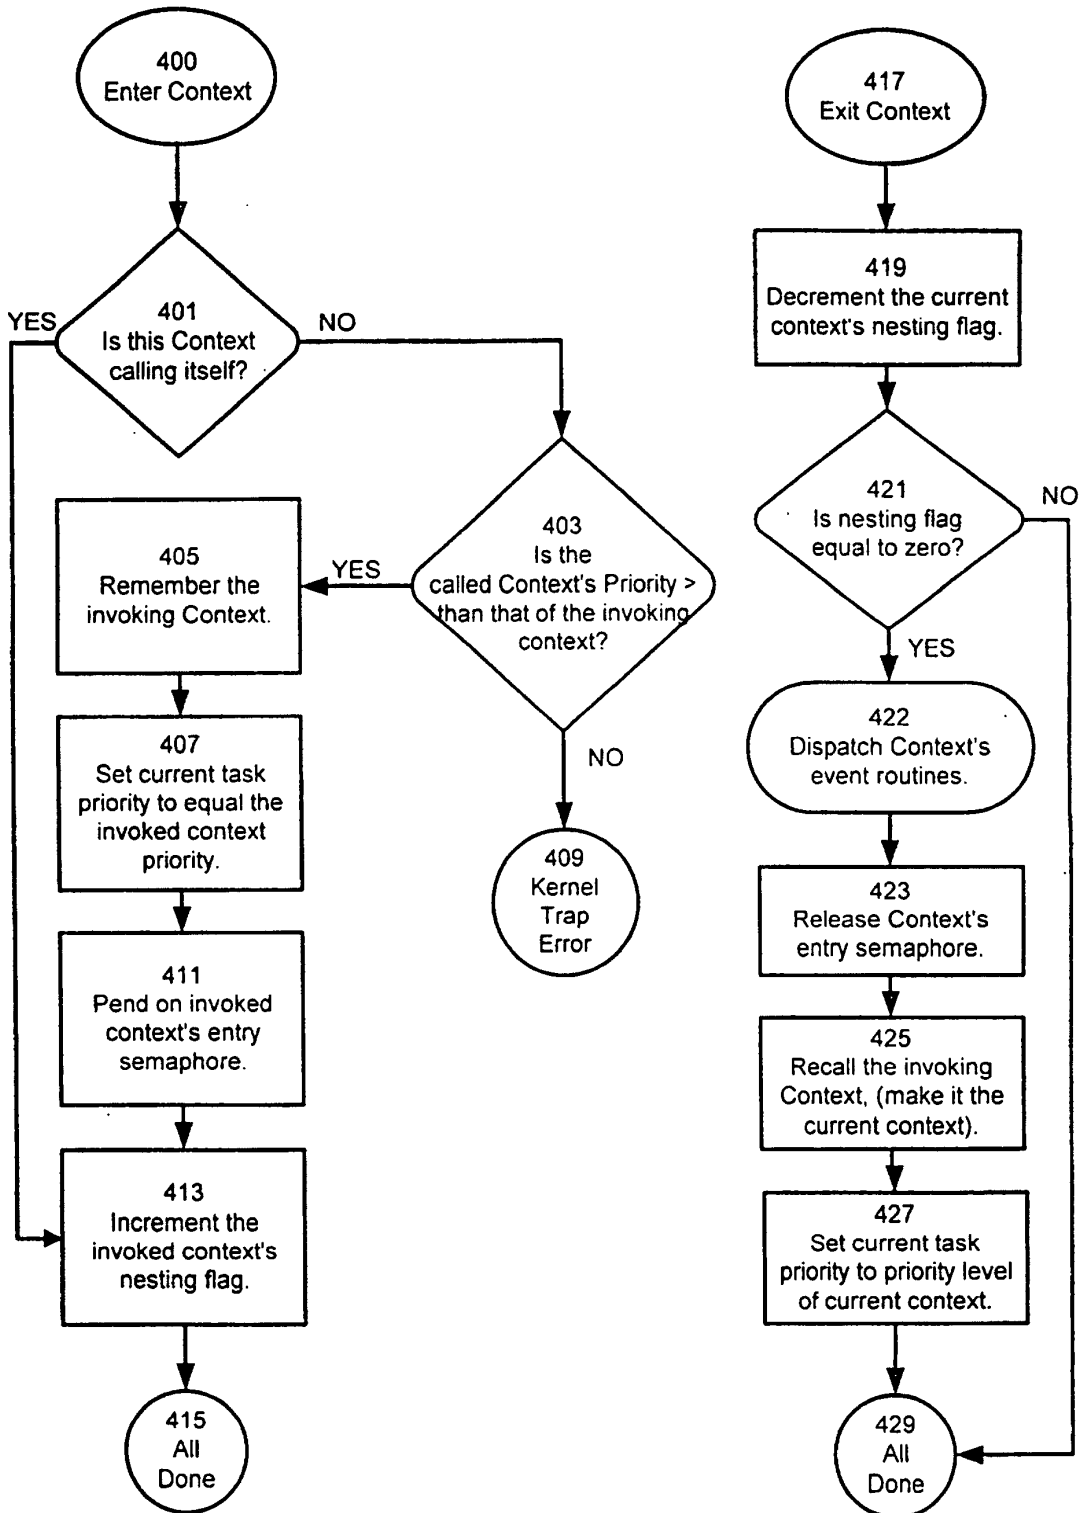 400
Enter Context
401
Is this Context
calling itself?
YES
NO
403
Is the
called Context's Priority >
than that of the invoking
context?
YES
NO
405
Remember the
invoking Context.
407
Set current task
priority to equal the
invoked context
priority.
409
Kernel
Trap
Error
411
Pend on invoked
context's entry
semaphore.
413
Increment the
invoked context's
nesting flag.
415
All
Done
417
Exit Context
419
Decrement the current
context's nesting flag.
421
Is nesting flag
equal to zero?
NO
YES
422
Dispatch Context's
event routines.
423
Release Context's
entry semaphore.
425
Recall the invoking
Context, (make it the
current context).
427
Set current task
priority to priority level
of current context.
429
All
Done